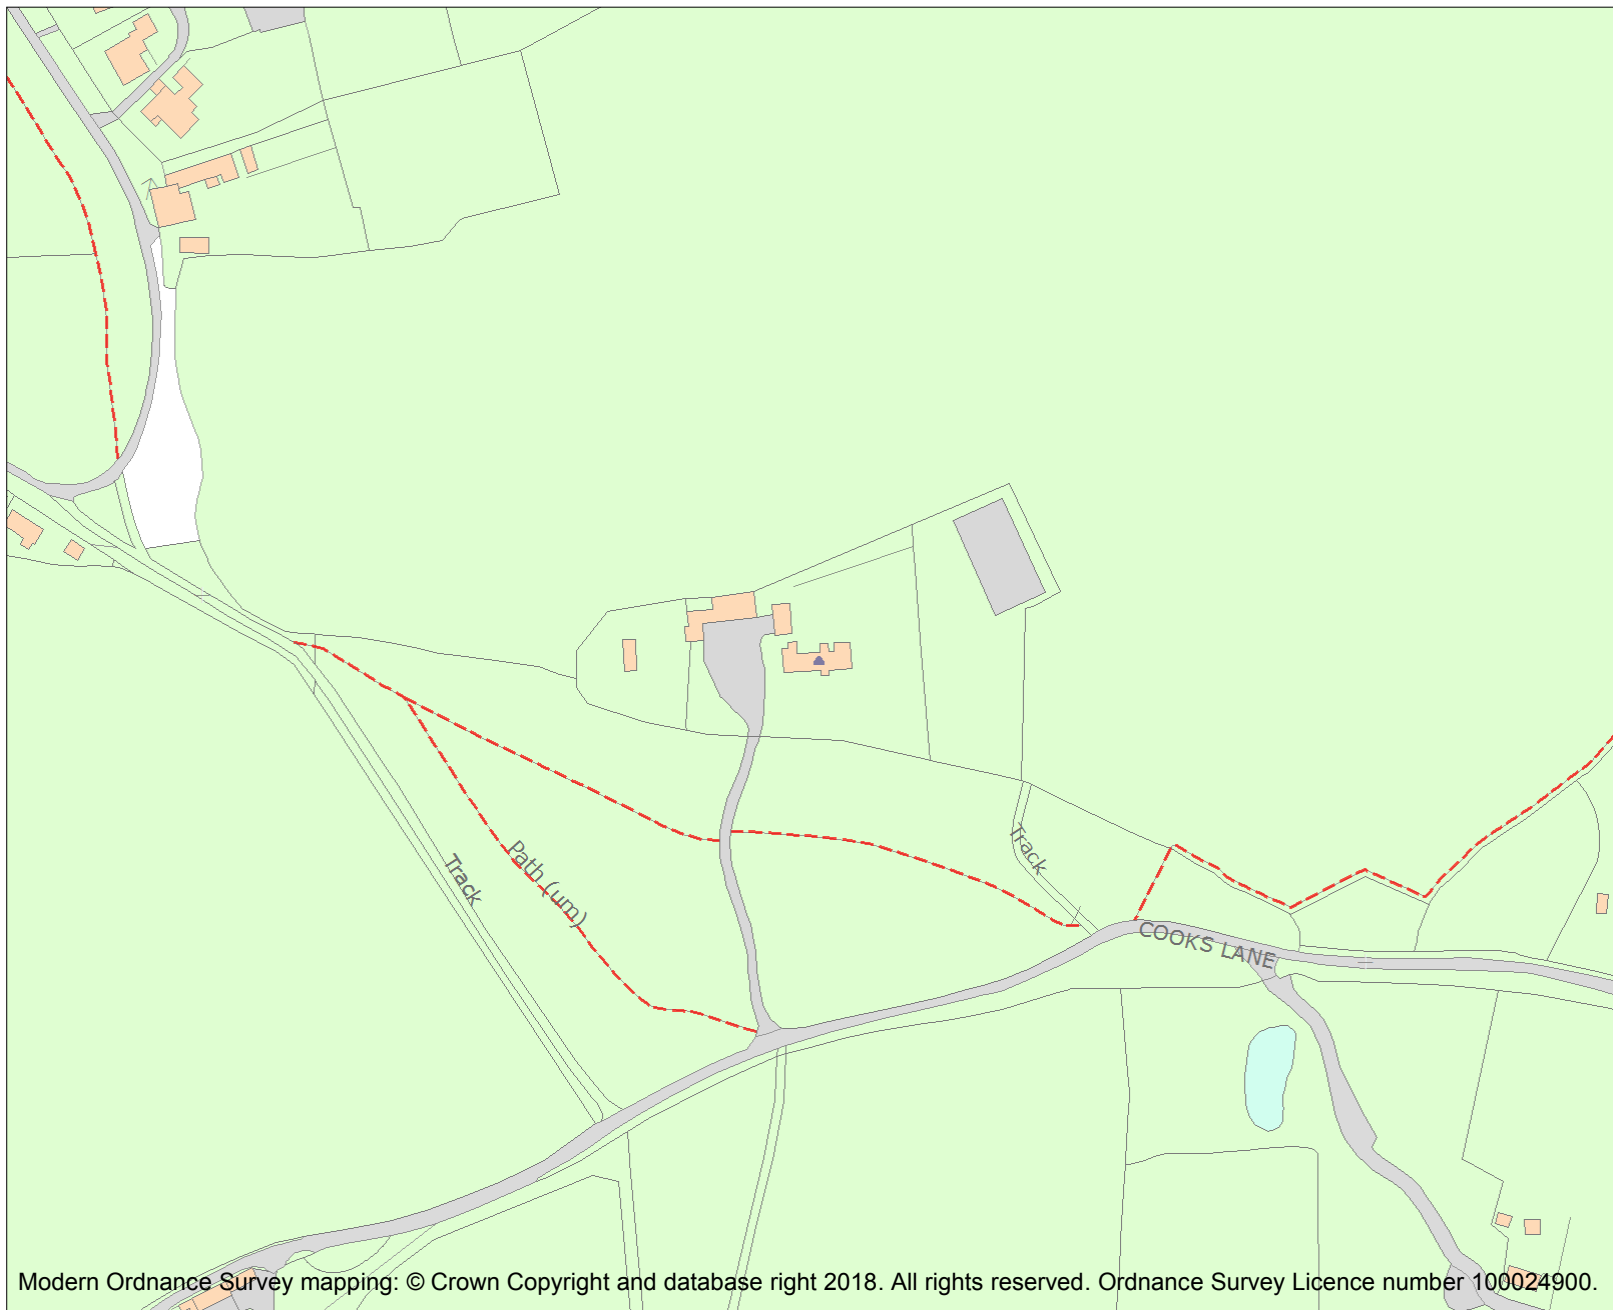 Track
Path (um)
Track
COOKS LANE
Modern Ordnance Survey mapping: © Crown Copyright and database right 2018. All rights reserved. Ordnance Survey Licence number 100024900.